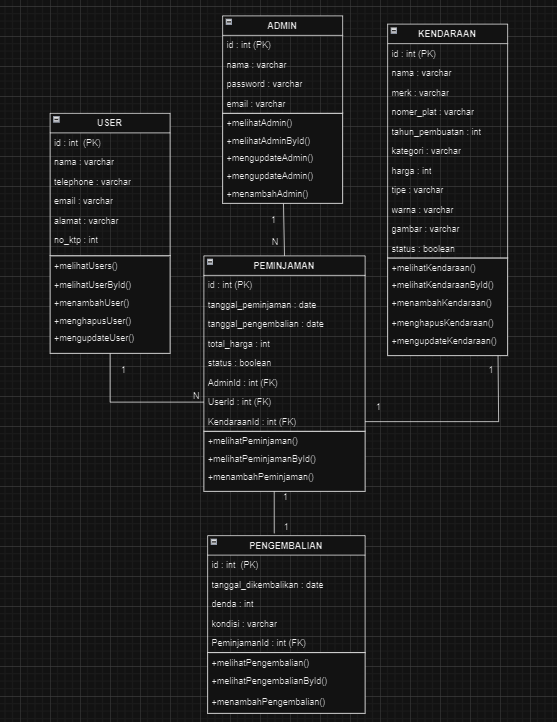 ADMIN
id : int (PK)
nama : varchar
password : varchar
email : varchar
+melihatAdmin()
+melihatAdminById()
+mengupdateAdmin()
+mengupdateAdmin()
+menambahAdmin()
KENDARAAN
id : int (PK)
nama : varchar
merk : varchar
nomer_plat : varchar
tahun_pembuatan : int
kategori : varchar
harga : int
tipe : varchar
warna : varchar
gambar : varchar
status : boolean
+melihatKendaraan()
+melihatKendaraanById()
+menambahKendaraan()
+menghapusKendaraan()
+mengupdateKendaraan()
USER
id : int (PK)
nama : varchar
telephone : varchar
email : varchar
alamat : varchar
no_ktp : int
+melihatUsers()
+melihatUserById()
+menambahUser()
+menghapusUser()
+mengupdateUser()
1
N
PEMINJAMAN
id : int (PK)
tanggal_peminjaman : date
tanggal_pengembalian : date
total_harga : int
status : boolean
AdminId : int (FK)
UserId : int (FK)
KendaraanId : int (FK)
+melihatPeminjaman()
+melihatPeminjamanById()
+menambahPeminjaman()
1
N
1
1
1
1
PENGEMBALIAN
id : int (PK)
tanggal_dikembalikan : date
denda : int
kondisi : varchar
PeminjamanId : int (FK)
+melihatPengembalian()
+melihatPengembalianById()
+menambahPengembalian()